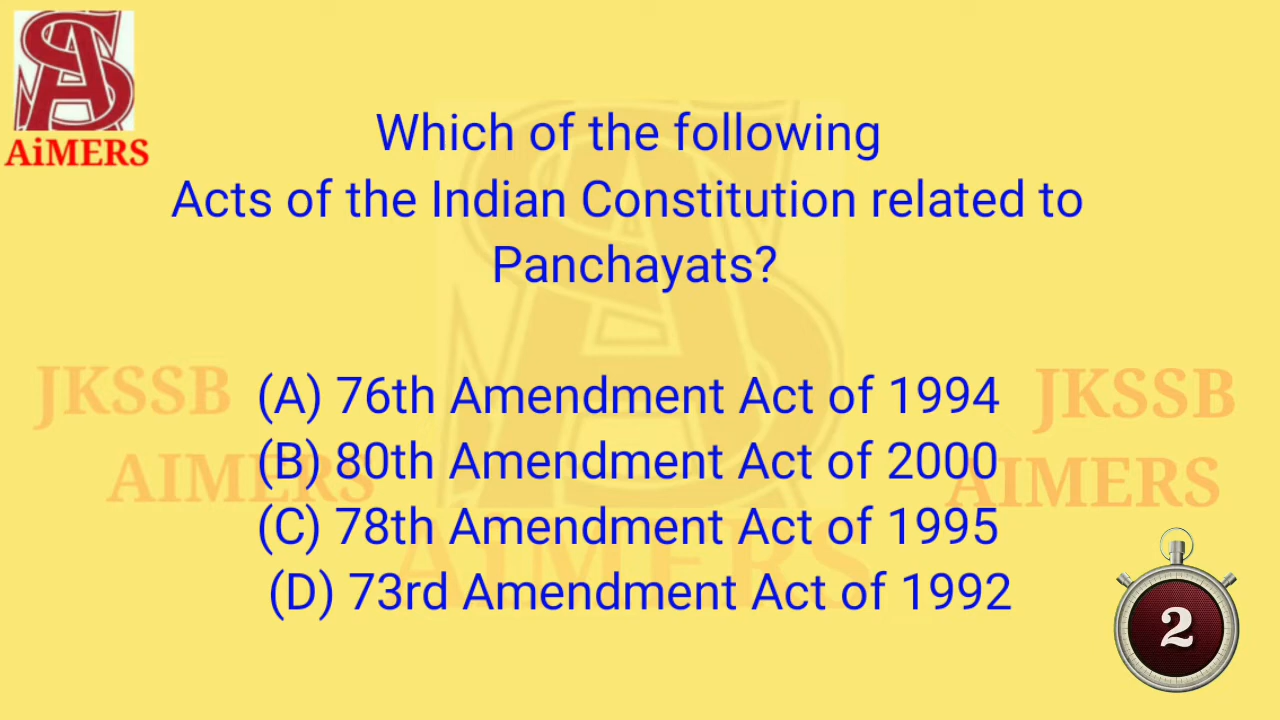 AiMERS
Which of the following
Acts of the Indian Constitution related to
Panchayats?
JKSSB
AIMERS
JKSSB
AIMERS
(A) 76th Amendment Act of 1994
(B) 80th Amendment Act of 2000
(C) 78th Amendment Act of 1995
(D) 73rd Amendment Act of 1992
AiMERS
2